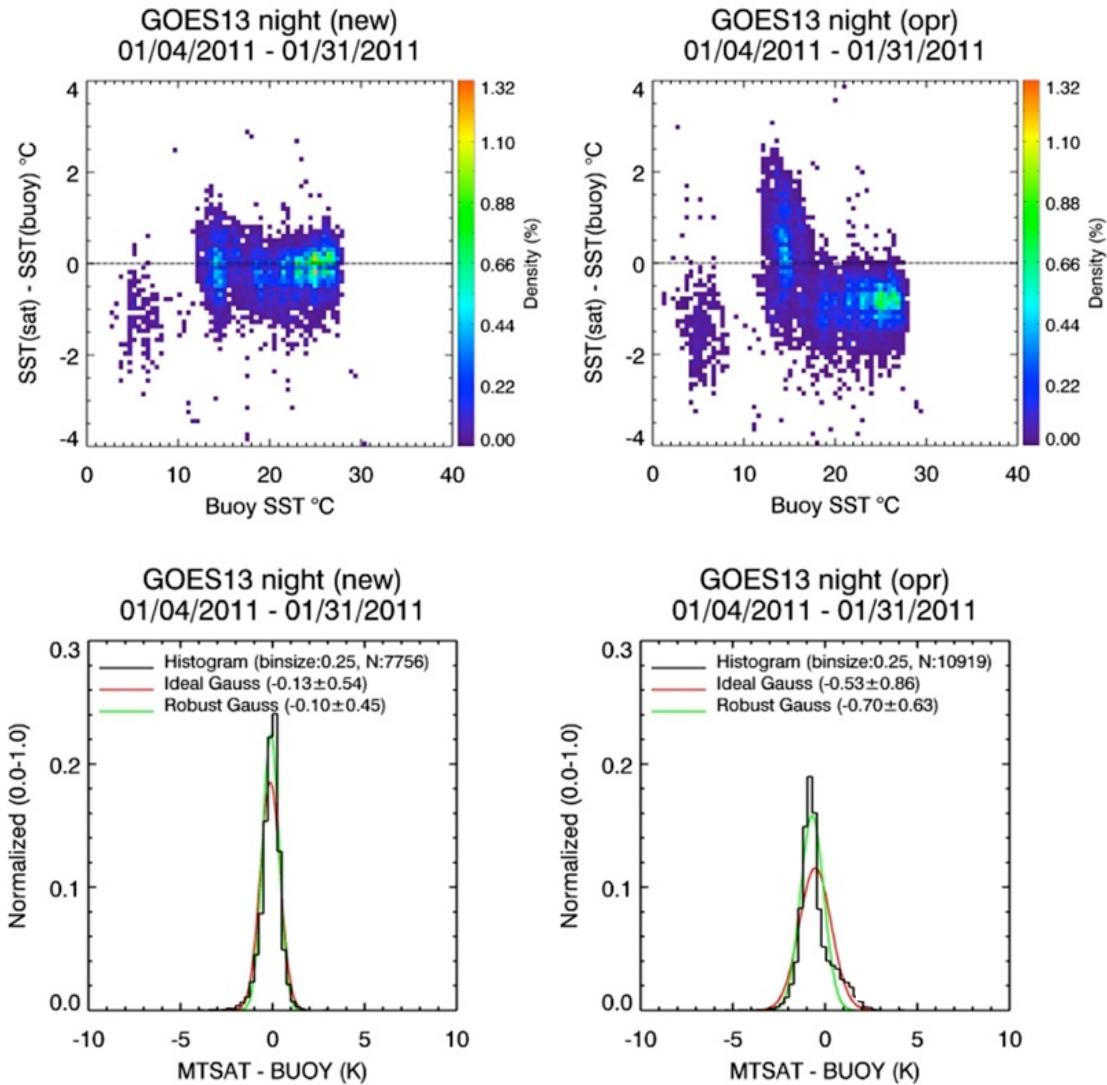 GOES13 night (new)
01/04/2011 - 01/31/2011
4
2
0
-2
-4
SST(sat) - SST(buoy) °C
0
10
20
30
40
Buoy SST °C
1.32
1.10
0.88
0.66
0.44
0.22
0.00
Density (%)
GOES13 night (opr)
01/04/2011 - 01/31/2011
4
2
0
-2
-4
SST(sat) - SST(buoy) °C
0
10
20
30
40
Buoy SST °C
1.32
1.10
0.88
0.66
0.44
0.22
0.00
Density (%)
GOES13 night (new)
01/04/2011 - 01/31/2011
Histogram (binsize:0.25, N:7756)
Ideal Gauss (-0.13±0.54)
Robust Gauss (-0.10±0.45)
0.3
0.2
0.1
0.0
Normalized (0.0-1.0)
-10
-5
0
5
10
MTSAT - BUOY (K)
GOES13 night (opr)
01/04/2011 - 01/31/2011
Histogram (binsize:0.25, N:10919)
Ideal Gauss (-0.53±0.86)
Robust Gauss (-0.70±0.63)
0.3
0.2
0.1
0.0
Normalized (0.0-1.0)
-10
-5
0
5
10
MTSAT - BUOY (K)